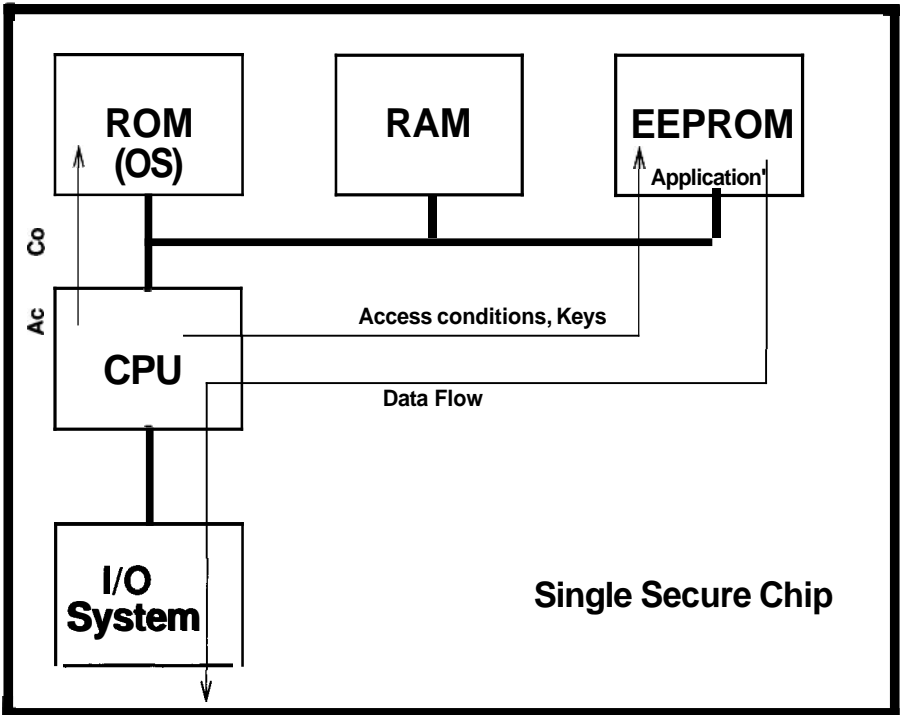 ROM
(OS)
RAM
EEPROM
Application'
Co
Ac
Access conditions, Keys
CPU
Data Flow
I/O
System
Single Secure Chip